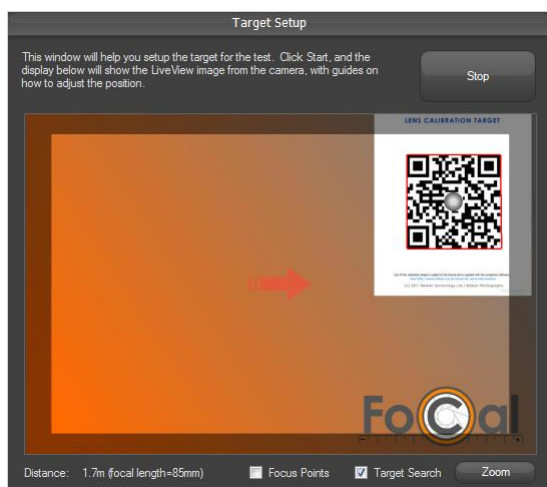 Target Setup
This window will help you setup the target for the test. Click Start, and the
display below will show the LiveView image from the camera, with guides on
how to adjust the position.
Stop
LENS CALIBRATION TARGET
FoCal
Distance: 1.7m (focal length=85mm)
Focus Points
Target Search
Zoom